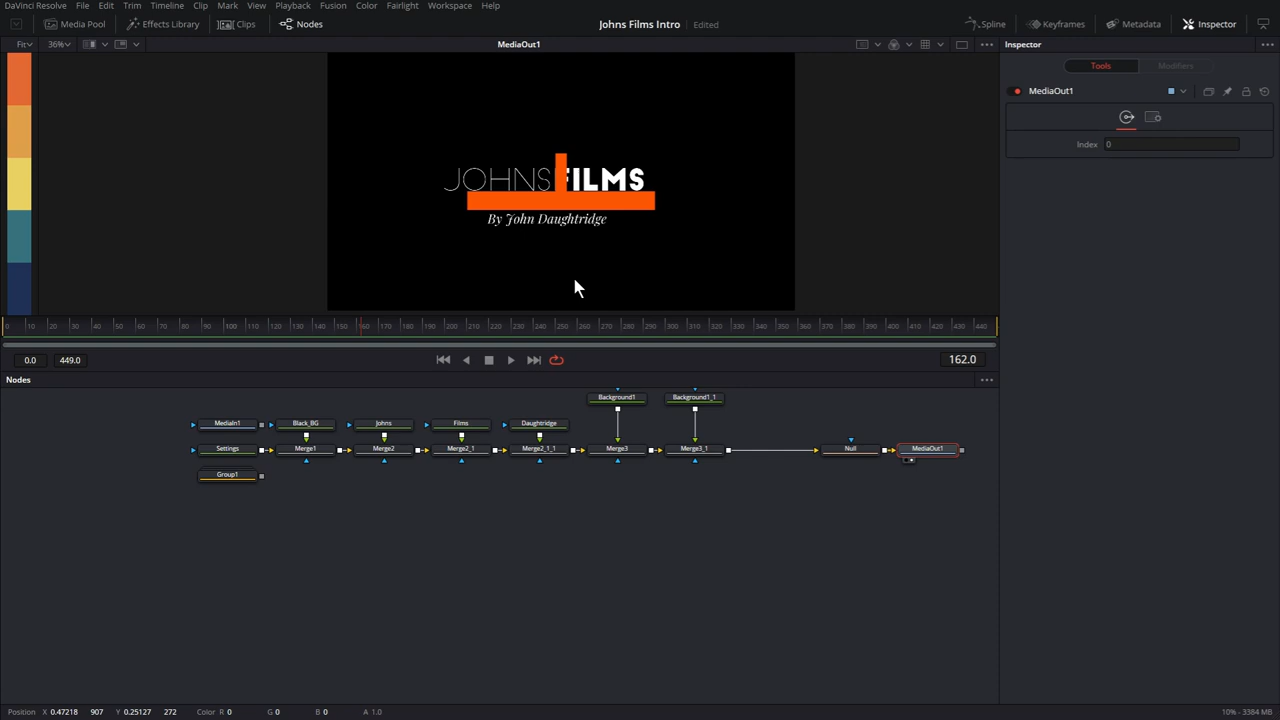 DaVinci Resolve File Edit Trim Timeline Clip Mark View Playback Fusion Color Fairlight Workspace Help
Media Pool Effects Library Clips Nodes Johns Films Intro Edited Spline Keyframes Metadata Inspector
Fit 36% MediaOut1 Inspector
Tools Modifiers
MediaOut1
Index 0
JOHNS FILMS
By John Daughtridge
0 10 20 30 40 50 60 70 80 90 100 110 120 130 140 150 160 170 180 190 200 210 220 230 240 250 260 270 280 290 300 310 320 330 340 350 360 370 380 390 400 410 420 430 440
0.0 449.0 162.0
Nodes
Background1 Background1_1
MediaIn1 Black_BG Johns Films Daughtridge
Settings Merge1 Merge2 Merge2_1 Merge2_1_1 Merge3 Merge3_1 Null MediaOut1
Group1
Position X 0.47218 907 Y 0.25127 272 Color R 0 G 0 B 0 A 1.0 10% - 3384 MB